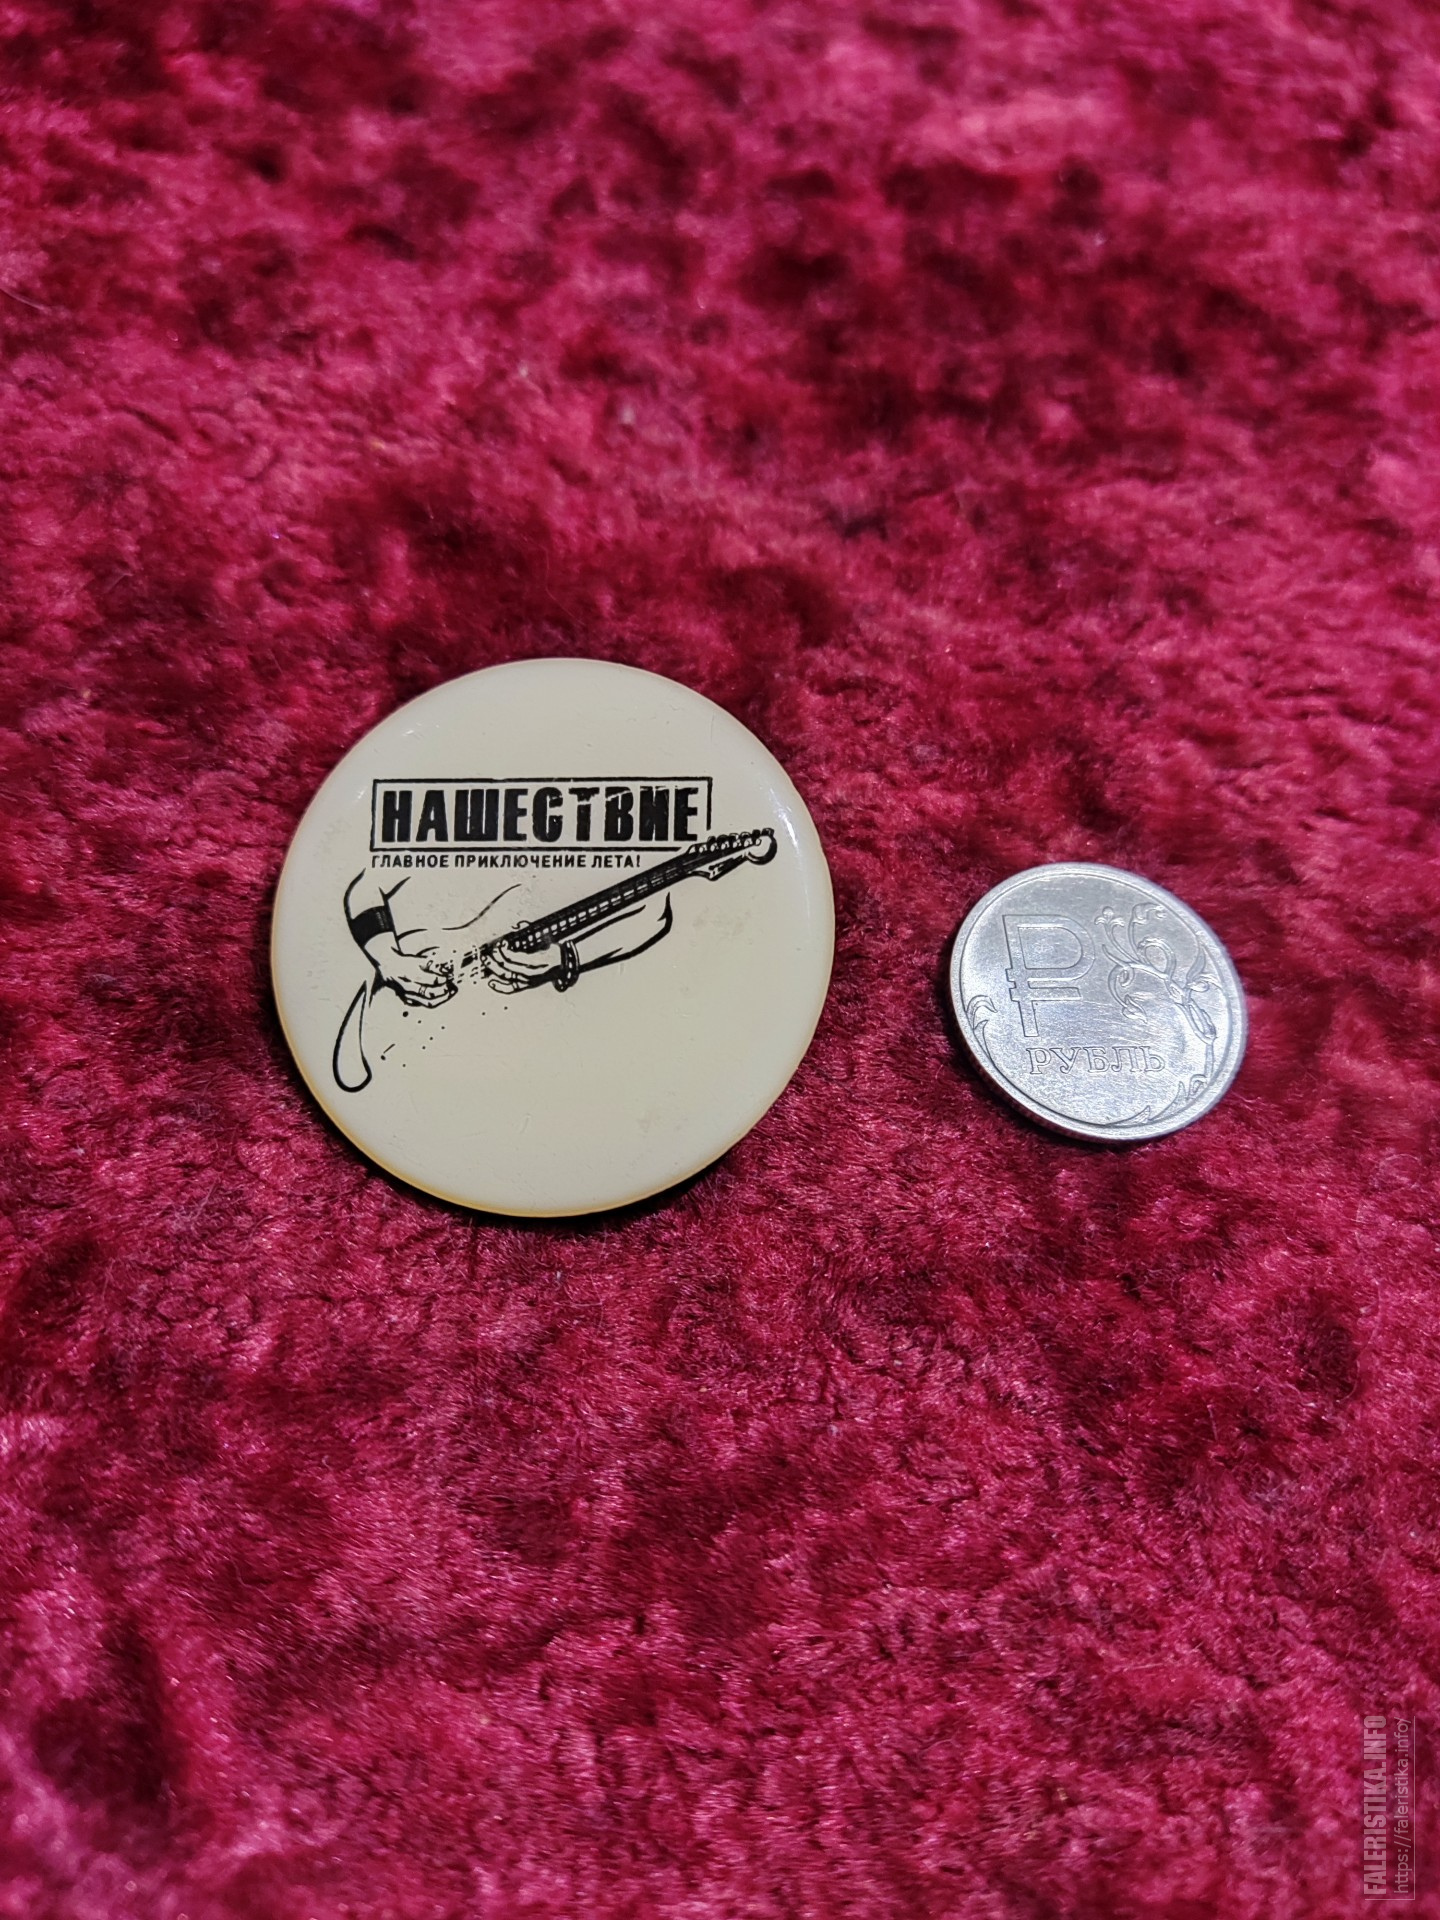 НАШЕСТВИЕ
ГЛАВНОЕ ПРИКЛЮЧЕНИЕ ЛЕТА!
РУБЛЬ
FALERISTIKA.INFO
https://faleristika.info/